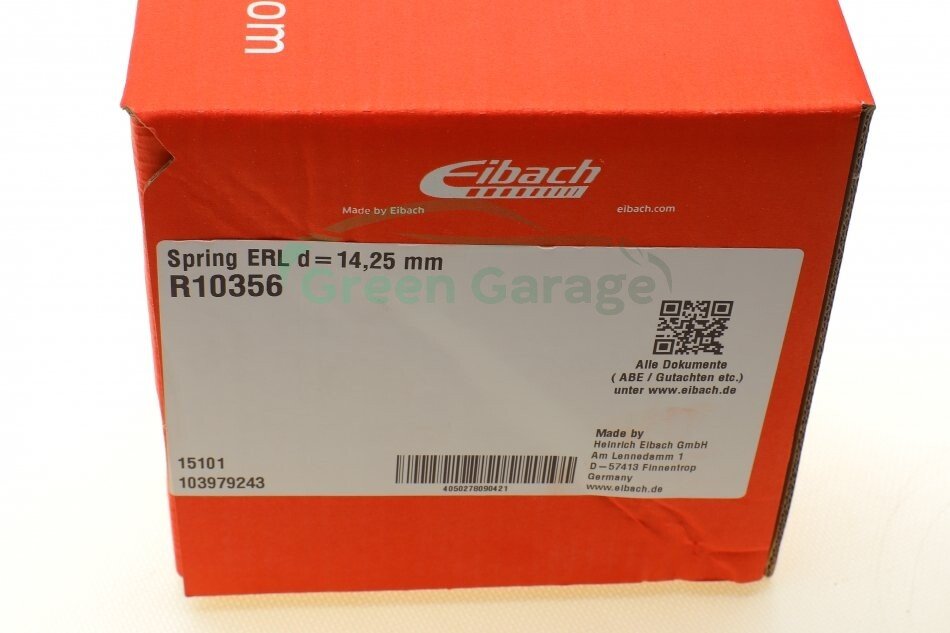 om
Eibach
Made by Eibach
eibach.com
Spring ERL d=14,25 mm
R10356
Green Garage
Alle Dokumente
( ABE / Gutachten etc.)
unter www.eibach.de
Made by
Heinrich Eibach GmbH
Am Lennedamm 1
D-57413 Finnentrop
Germany
www.eibach.de
15101
103979243
4050278090421